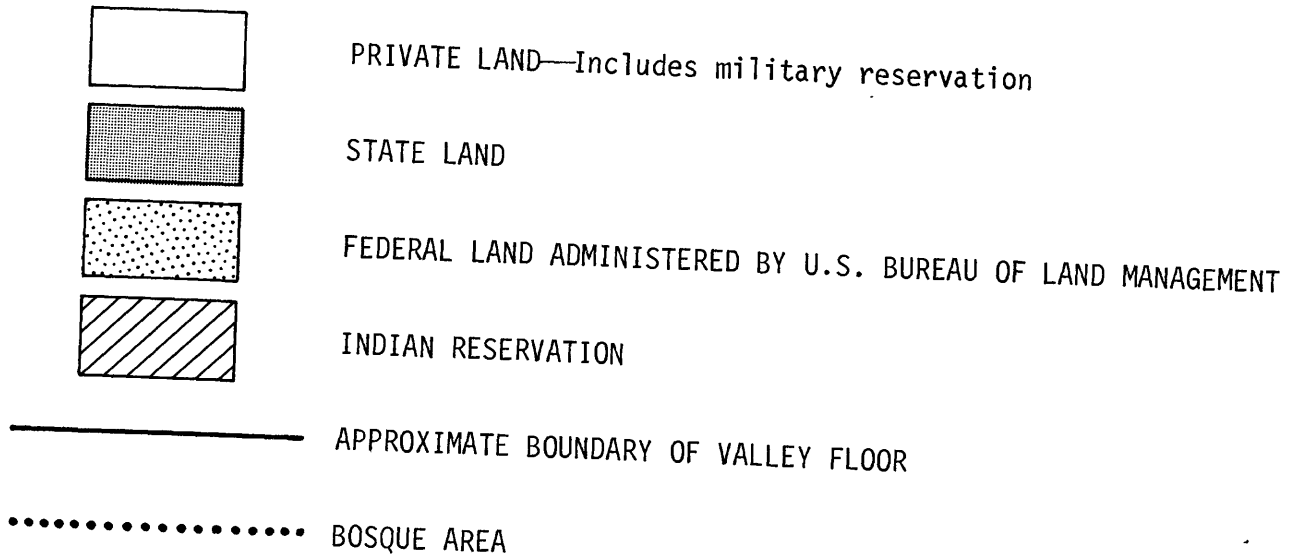 PRIVATE LAND—Includes military reservation
STATE LAND
FEDERAL LAND ADMINISTERED BY U.S. BUREAU OF LAND MANAGEMENT
INDIAN RESERVATION
APPROXIMATE BOUNDARY OF VALLEY FLOOR
BOSQUE AREA